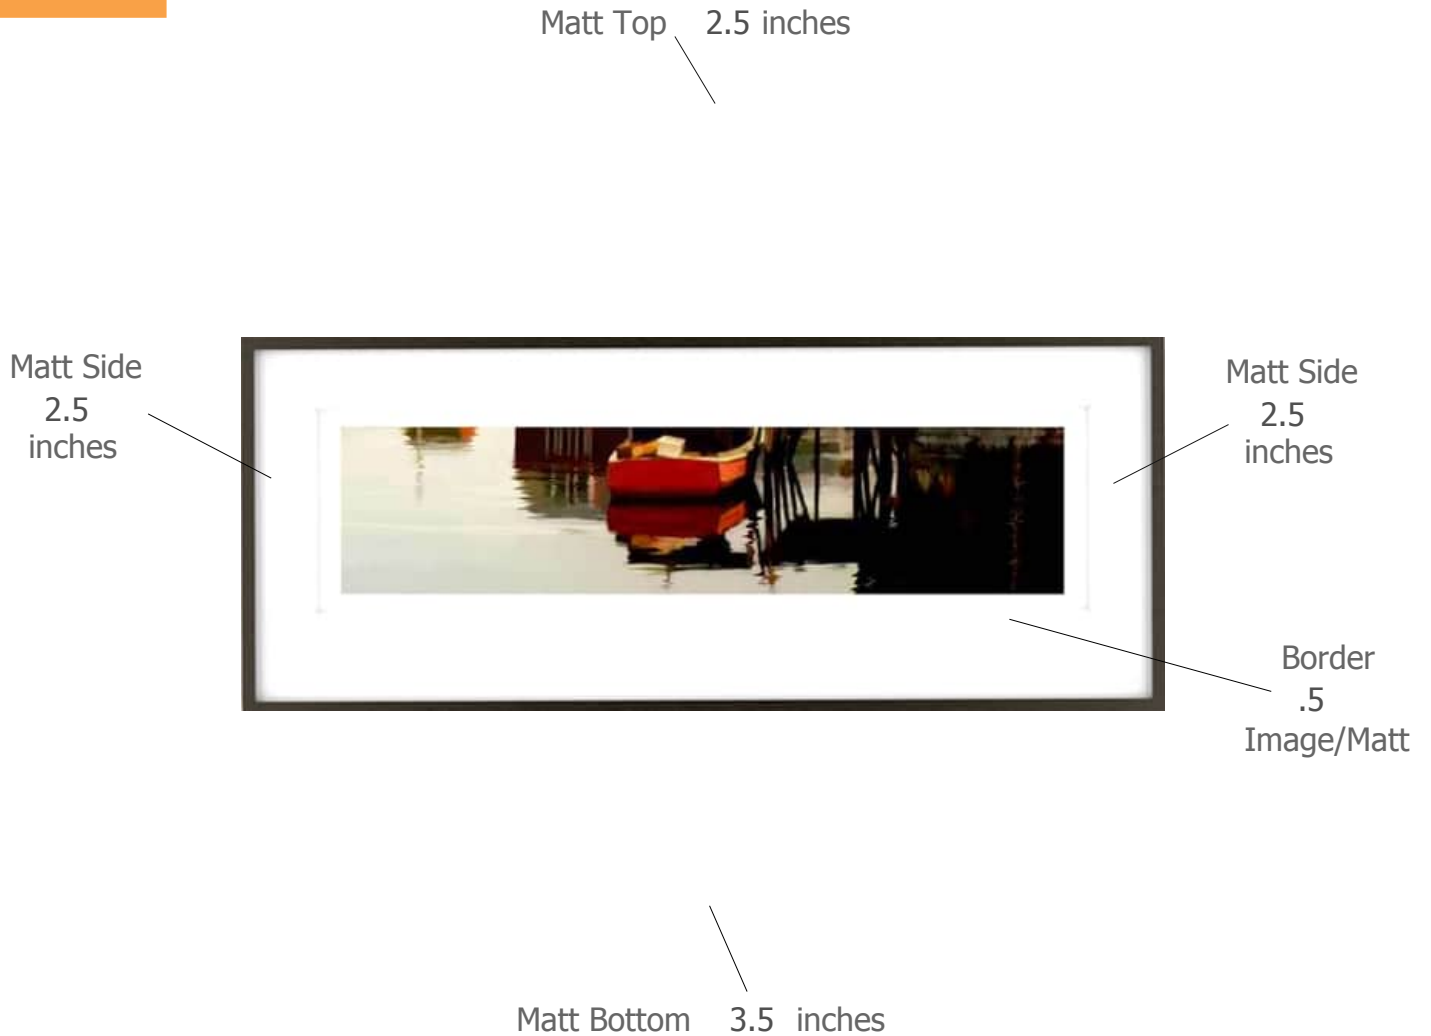 Matt Top 2.5 inches
Matt Side
2.5
inches
Matt Side
2.5
inches
Border
.5
Image/Matt
Matt Bottom 3.5 inches